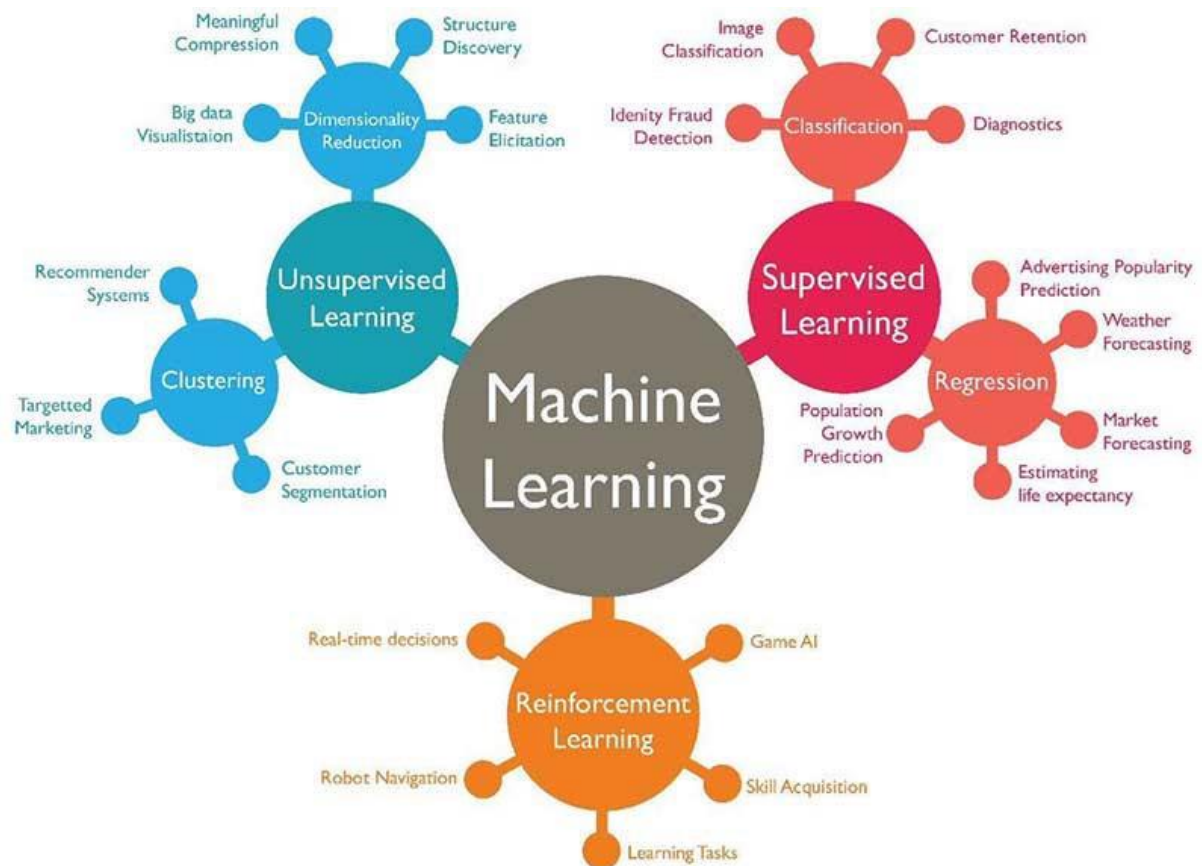 Meaningful
Compression
Structure
Discovery
Big data
Visualistaion
Dimensionality
Reduction
Feature
Elicitation
Image
Classification
Customer Retention
Idenity Fraud
Detection
Classification
Diagnostics
Recommender
Systems
Unsupervised
Learning
Clustering
Targetted
Marketing
Customer
Segmentation
Machine
Learning
Supervised
Learning
Advertising Popularity
Prediction
Weather
Forecasting
Regression
Population
Growth
Prediction
Market
Forecasting
Estimating
life expectancy
Real-time decisions
Game AI
Reinforcement
Learning
Robot Navigation
Skill Acquisition
Learning Tasks